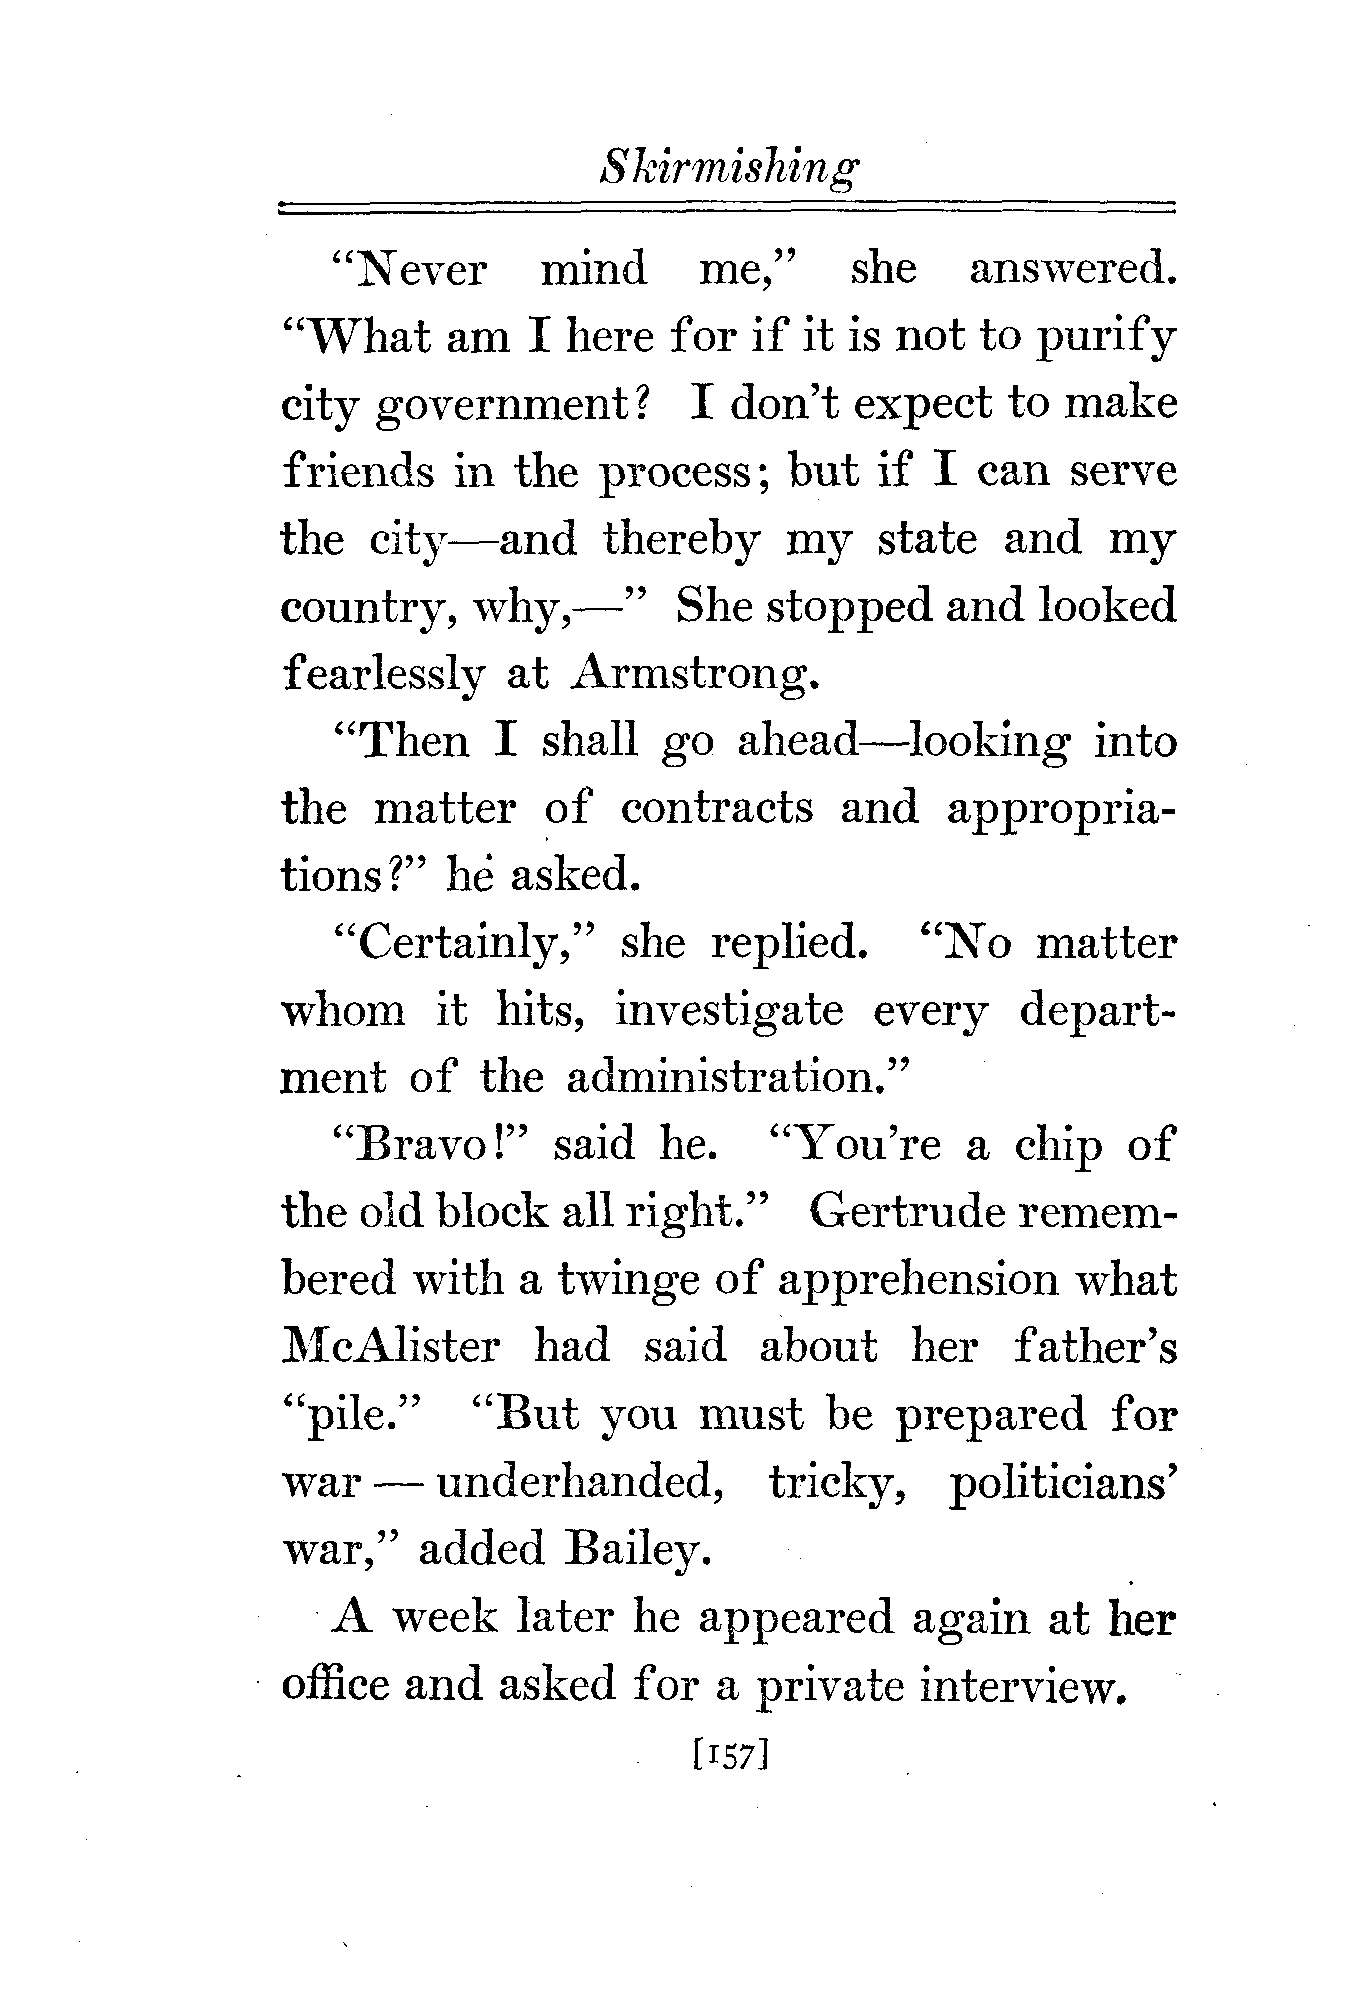 Skirmishing
"Never mind me," she answered.
"What am I here for if it is not to purify
city government? I don't expect to make
friends in the process; but if I can serve
the city—and thereby my state and my
country, why,—" She stopped and looked
fearlessly at Armstrong.
"Then I shall go ahead—looking into
the matter of contracts and appropria-
tions?" he asked.
"Certainly," she replied. "No matter
whom it hits, investigate every depart-
ment of the administration."
"Bravo!" said he. "You're a chip of
the old block all right." Gertrude remem-
bered with a twinge of apprehension what
McAlister had said about her father's
"pile." "But you must be prepared for
war — underhanded, tricky, politicians'
war," added Bailey.
A week later he appeared again at her
office and asked for a private interview.
[157]